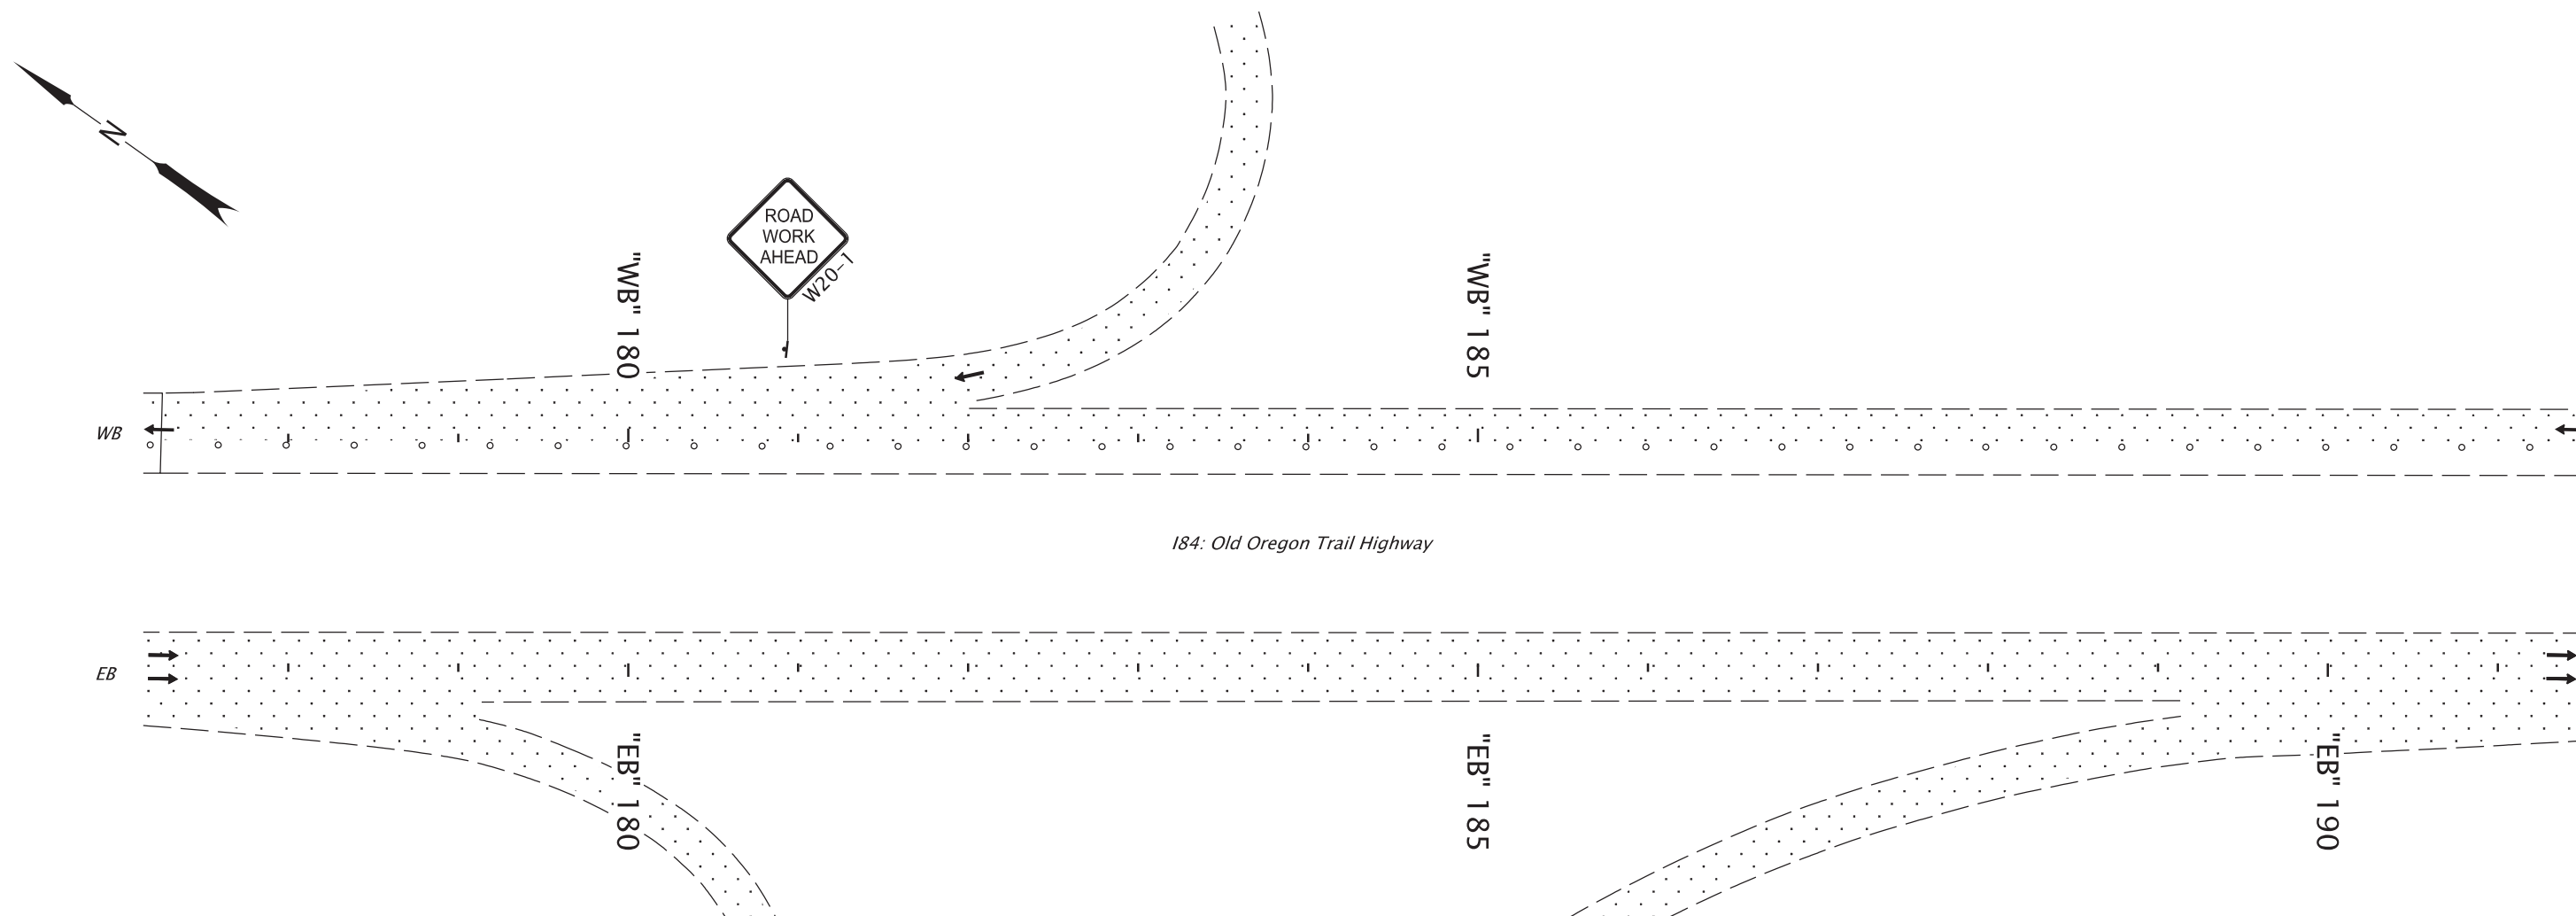 N
ROAD
WORK
AHEAD
W20-1
"WB" 180
"WB" 185
WB
I84: Old Oregon Trail Highway
EB
"EB" 180
"EB" 185
"EB" 190